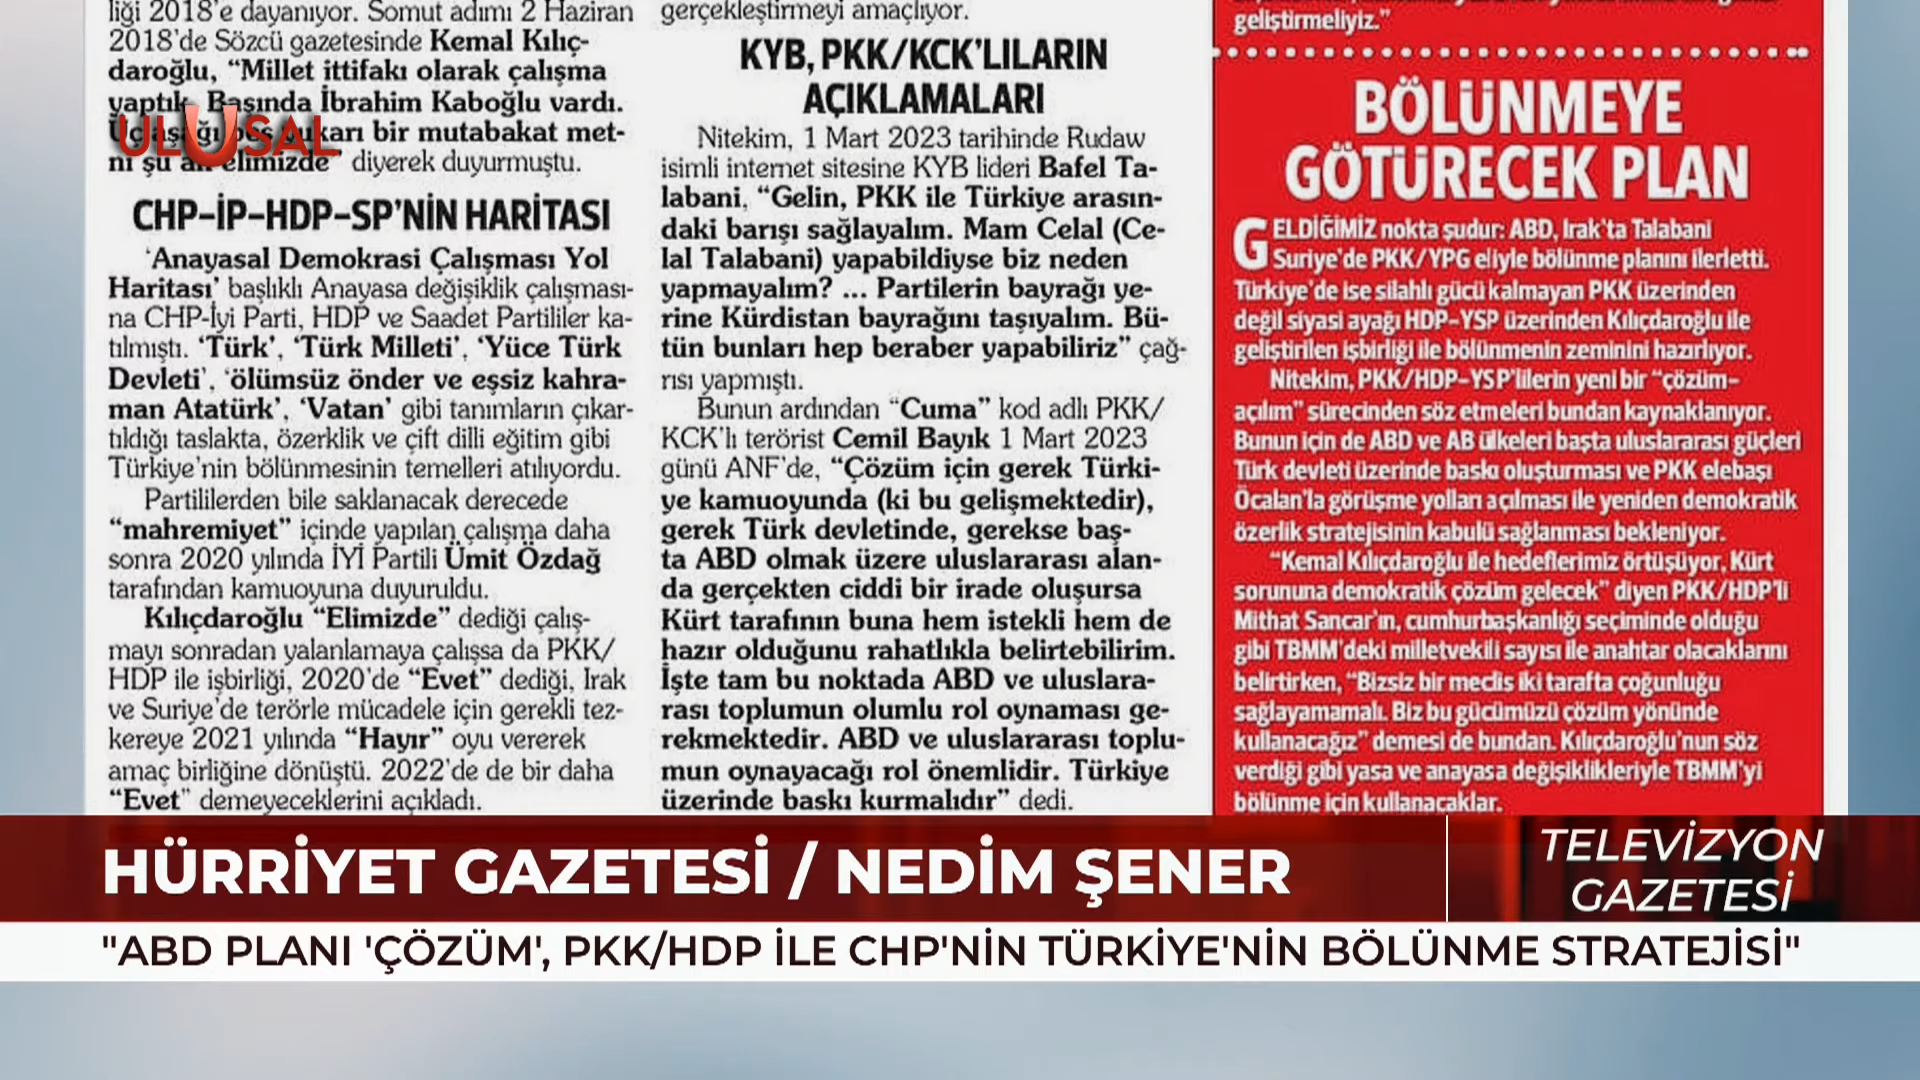 liği 2018'e dayanıyor. Somut adımı 2 Haziran
2018'de Sözcü gazetesinde Kemal Kılıç-
daroğlu, “Millet ittifakı olarak çalışma
yaptık. Başında İbrahim Kaboğlu vardı.
bir mutabakat met-
ni şu an elimizde” diyerek duyurmuştu.
CHP-İP-HDP-SP'NİN HARİTASI
'Anayasal Demokrasi Çalışması Yol
Haritası' başlıklı Anayasa değişiklik çalışması-
na CHP-İyi Parti, HDP ve Saadet Partililer ka-
tılmıştı. 'Türk', 'Türk Milleti', 'Yüce Türk
Devleti', 'ölümsüz önder ve eşsiz kahra-
man Atatürk', 'Vatan' gibi tanımların çıkar-
tıldığı taslakta, özerklik ve çift dilli eğitim gibi
Türkiye'nin bölünmesinin temelleri atılıyordu.
Partililerden bile saklanacak derecede
“mahremiyet” içinde yapılan çalışma daha
sonra 2020 yılında İYİ Partili Ümit Özdağ
tarafından kamuoyuna duyuruldu.
Kılıçdaroğlu “Elimizde” dediği çalış-
mayı sonradan yalanlamaya çalışsa da PKK/
HDP ile işbirliği, 2020'de “Evet” dediği, Irak
ve Suriye'de terörle mücadele için gerekli tez-
kereye 2021 yılında “Hayır” oyu vererek
amaç birliğine dönüştü. 2022'de de bir daha
“Evet” demeyeceklerini açıkladı.
gerçekleştirmeyi amaçlıyor.
KYB, PKK/KCK'LILARIN
AÇIKLAMALARI
Nitekim, 1 Mart 2023 tarihinde Rudaw
isimli internet sitesine KYB lideri Bafel Ta-
labani, “Gelin, PKK ile Türkiye arasın-
daki barışı sağlayalım. Mam Celal (Ce-
lal Talabani) yapabildiyse biz neden
yapmayalım? ... Partilerin bayrağı ye-
rine Kürdistan bayrağını taşıyalım. Bü-
tün bunları hep beraber yapabiliriz” çağ-
rısı yapmıştı.
Bunun ardından “Cuma” kod adlı PKK/
KCK'lı terörist Cemil Bayık 1 Mart 2023
günü ANF'de, “Çözüm için gerek Türki-
ye kamuoyunda (ki bu gelişmektedir),
gerek Türk devletinde, gerekse baş-
ta ABD olmak üzere uluslararası alan-
da gerçekten ciddi bir irade oluşursa
Kürt tarafının buna hem istekli hem de
hazır olduğunu rahatlıkla belirtebilirim.
İşte tam bu noktada ABD ve uluslara-
rası toplumun olumlu rol oynaması ge-
rekmektedir. ABD ve uluslararası toplu-
mun oynayacağı rol önemlidir. Türkiye
üzerinde baskı kurmalıdır” dedi.
geliştirmeliyiz.”
BÖLÜNMEYE
GÖTÜRECEK PLAN
GELDİĞİMİZ nokta şudur: ABD, Irak'ta Talabani
Suriye'de PKK/YPG eliyle bölünme planını ilerletti.
Türkiye'de ise silahlı gücü kalmayan PKK üzerinden
değil siyasi ayağı HDP-YSP üzerinden Kılıçdaroğlu ile
geliştirilen işbirliği ile bölünmenin zeminini hazırlıyor.
Nitekim, PKK/HDP-YSP'lilerin yeni bir “çözüm-
açılım” sürecinden söz etmeleri bundan kaynaklanıyor.
Bunun için de ABD ve AB ülkeleri başta uluslararası güçleri
Türk devleti üzerinde baskı oluşturması ve PKK elebaşı
Öcalan'la görüşme yolları açılması ile yeniden demokratik
özerlik stratejisinin kabulü sağlanması bekleniyor.
“Kemal Kılıçdaroğlu ile hedeflerimiz örtüşüyor, Kürt
sorununa demokratik çözüm gelecek” diyen PKK/HDP'li
Mithat Sancar'ın, cumhurbaşkanlığı seçiminde olduğu
gibi TBMM'deki milletvekili sayısı ile anahtar olacaklarını
belirtirken, “Bizsiz bir meclis iki tarafta çoğunluğu
sağlayamamalı. Biz bu gücümüzü çözüm yönünde
kullanacağız” demesi de bundan. Kılıçdaroğlu'nun söz
verdiği gibi yasa ve anayasa değişiklikleriyle TBMM'yi
bölünme için kullanacaklar.
ULUSAL
HÜRRİYET GAZETESİ / NEDİM ŞENER
TELEVİZYON
GAZETESİ
"ABD PLANI 'ÇÖZÜM', PKK/HDP İLE CHP'NİN TÜRKİYE'NİN BÖLÜNME STRATEJİSİ"